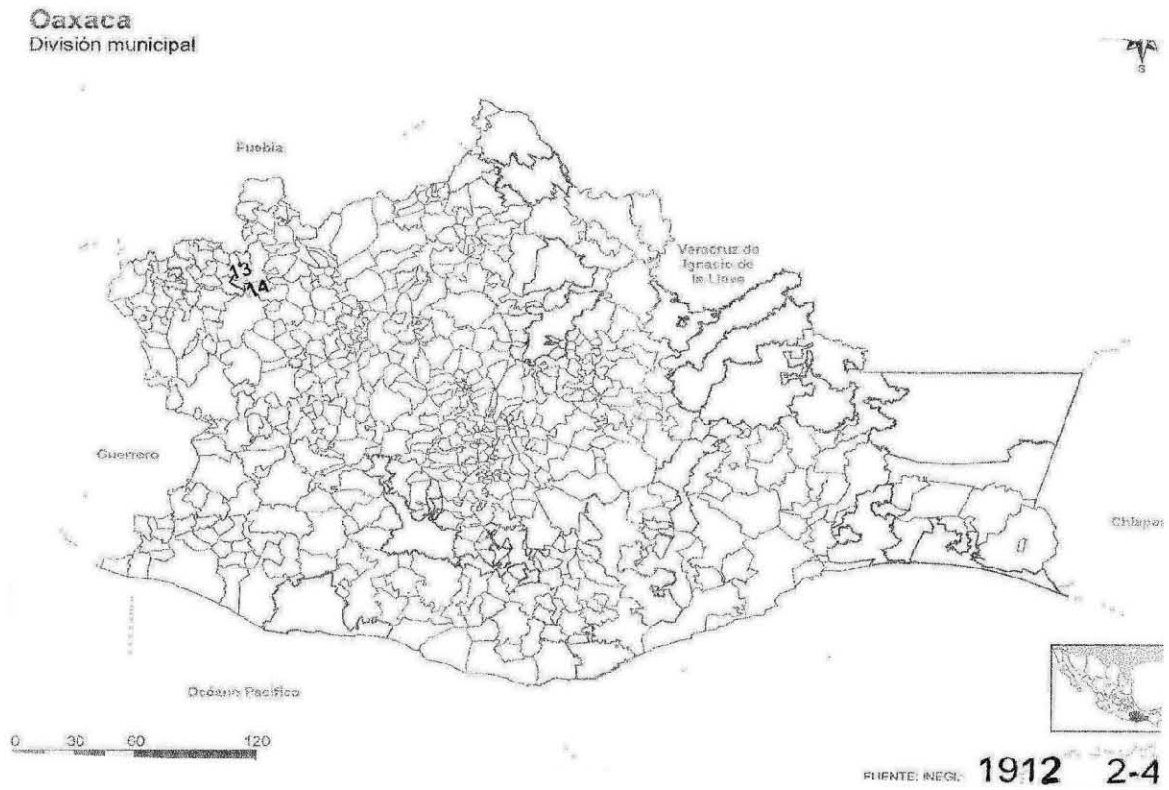 Oaxaca
División municipal
S
Puebla
Veracruz de
Ignacio de
la Llave
13
14
Guerrero
Chiapas
Océano Pacífico
0 30 60 120
FUENTE: INEGI. 1912 2-4